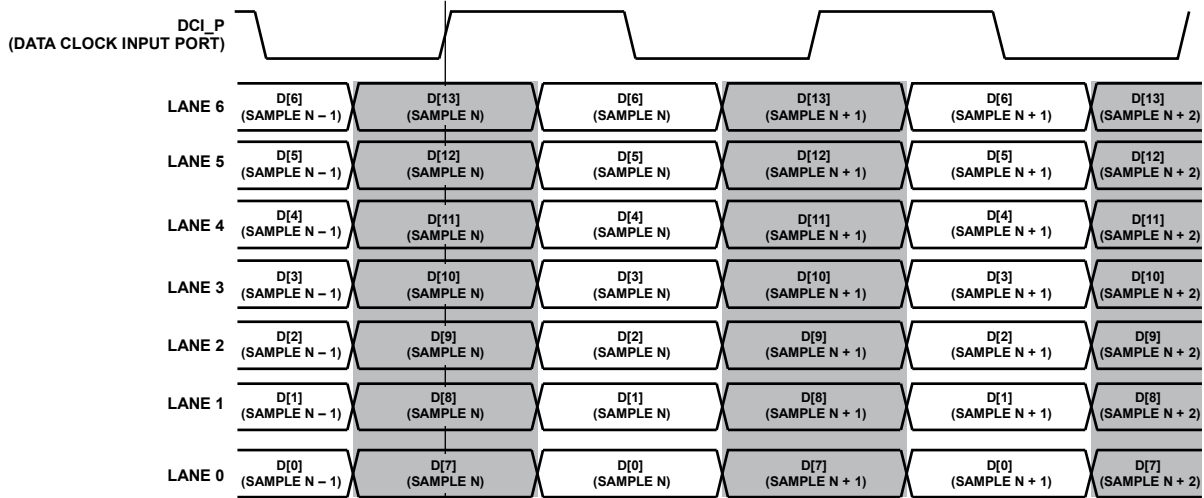 DCI_P
(DATA CLOCK INPUT PORT)
LANE 6
D[6]
(SAMPLE N – 1)
D[13]
(SAMPLE N)
D[6]
(SAMPLE N)
D[13]
(SAMPLE N + 1)
D[6]
(SAMPLE N + 1)
D[13]
(SAMPLE N + 2)
LANE 5
D[5]
(SAMPLE N – 1)
D[12]
(SAMPLE N)
D[5]
(SAMPLE N)
D[12]
(SAMPLE N + 1)
D[5]
(SAMPLE N + 1)
D[12]
(SAMPLE N + 2)
LANE 4
D[4]
(SAMPLE N – 1)
D[11]
(SAMPLE N)
D[4]
(SAMPLE N)
D[11]
(SAMPLE N + 1)
D[4]
(SAMPLE N + 1)
D[11]
(SAMPLE N + 2)
LANE 3
D[3]
(SAMPLE N – 1)
D[10]
(SAMPLE N)
D[3]
(SAMPLE N)
D[10]
(SAMPLE N + 1)
D[3]
(SAMPLE N + 1)
D[10]
(SAMPLE N + 2)
LANE 2
D[2]
(SAMPLE N – 1)
D[9]
(SAMPLE N)
D[2]
(SAMPLE N)
D[9]
(SAMPLE N + 1)
D[2]
(SAMPLE N + 1)
D[9]
(SAMPLE N + 2)
LANE 1
D[1]
(SAMPLE N – 1)
D[8]
(SAMPLE N)
D[1]
(SAMPLE N)
D[8]
(SAMPLE N + 1)
D[1]
(SAMPLE N + 1)
D[8]
(SAMPLE N + 2)
LANE 0
D[0]
(SAMPLE N – 1)
D[7]
(SAMPLE N)
D[0]
(SAMPLE N)
D[7]
(SAMPLE N + 1)
D[0]
(SAMPLE N + 1)
D[7]
(SAMPLE N + 2)